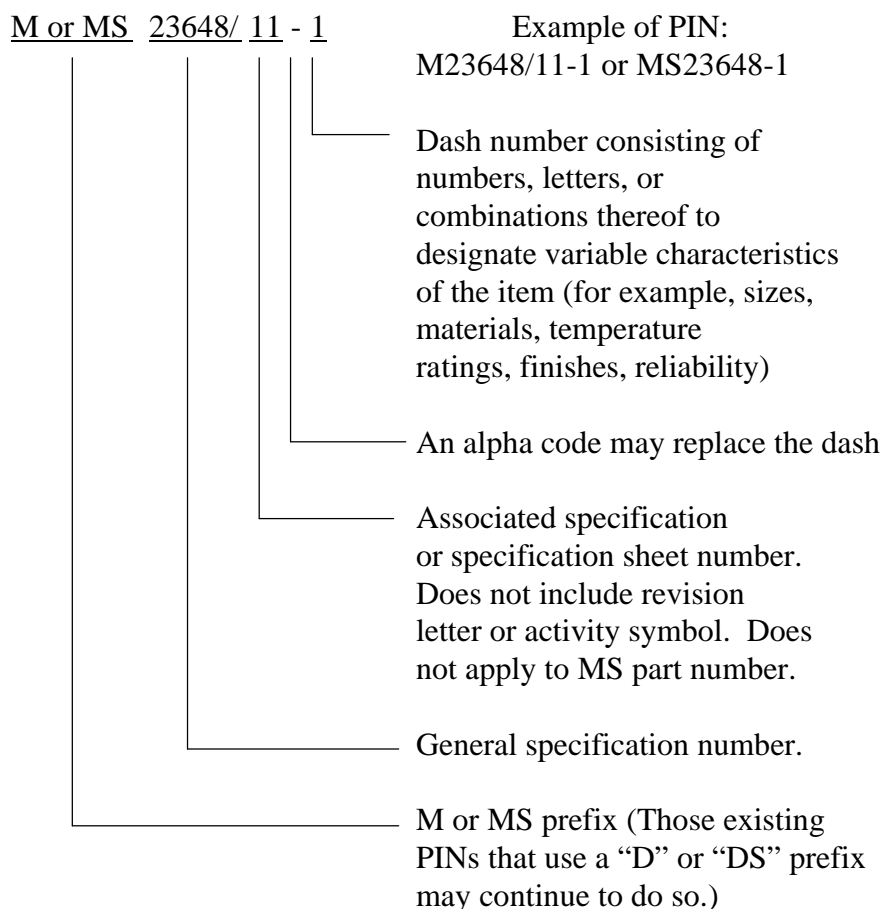 M or MS 23648/ 11 - 1 Example of PIN:
M23648/11-1 or MS23648-1
Dash number consisting of
numbers, letters, or
combinations thereof to
designate variable characteristics
of the item (for example, sizes,
materials, temperature
ratings, finishes, reliability)
An alpha code may replace the dash
Associated specification
or specification sheet number.
Does not include revision
letter or activity symbol.  Does
not apply to MS part number.
General specification number.
M or MS prefix (Those existing
PINs that use a “D” or “DS” prefix
may continue to do so.)